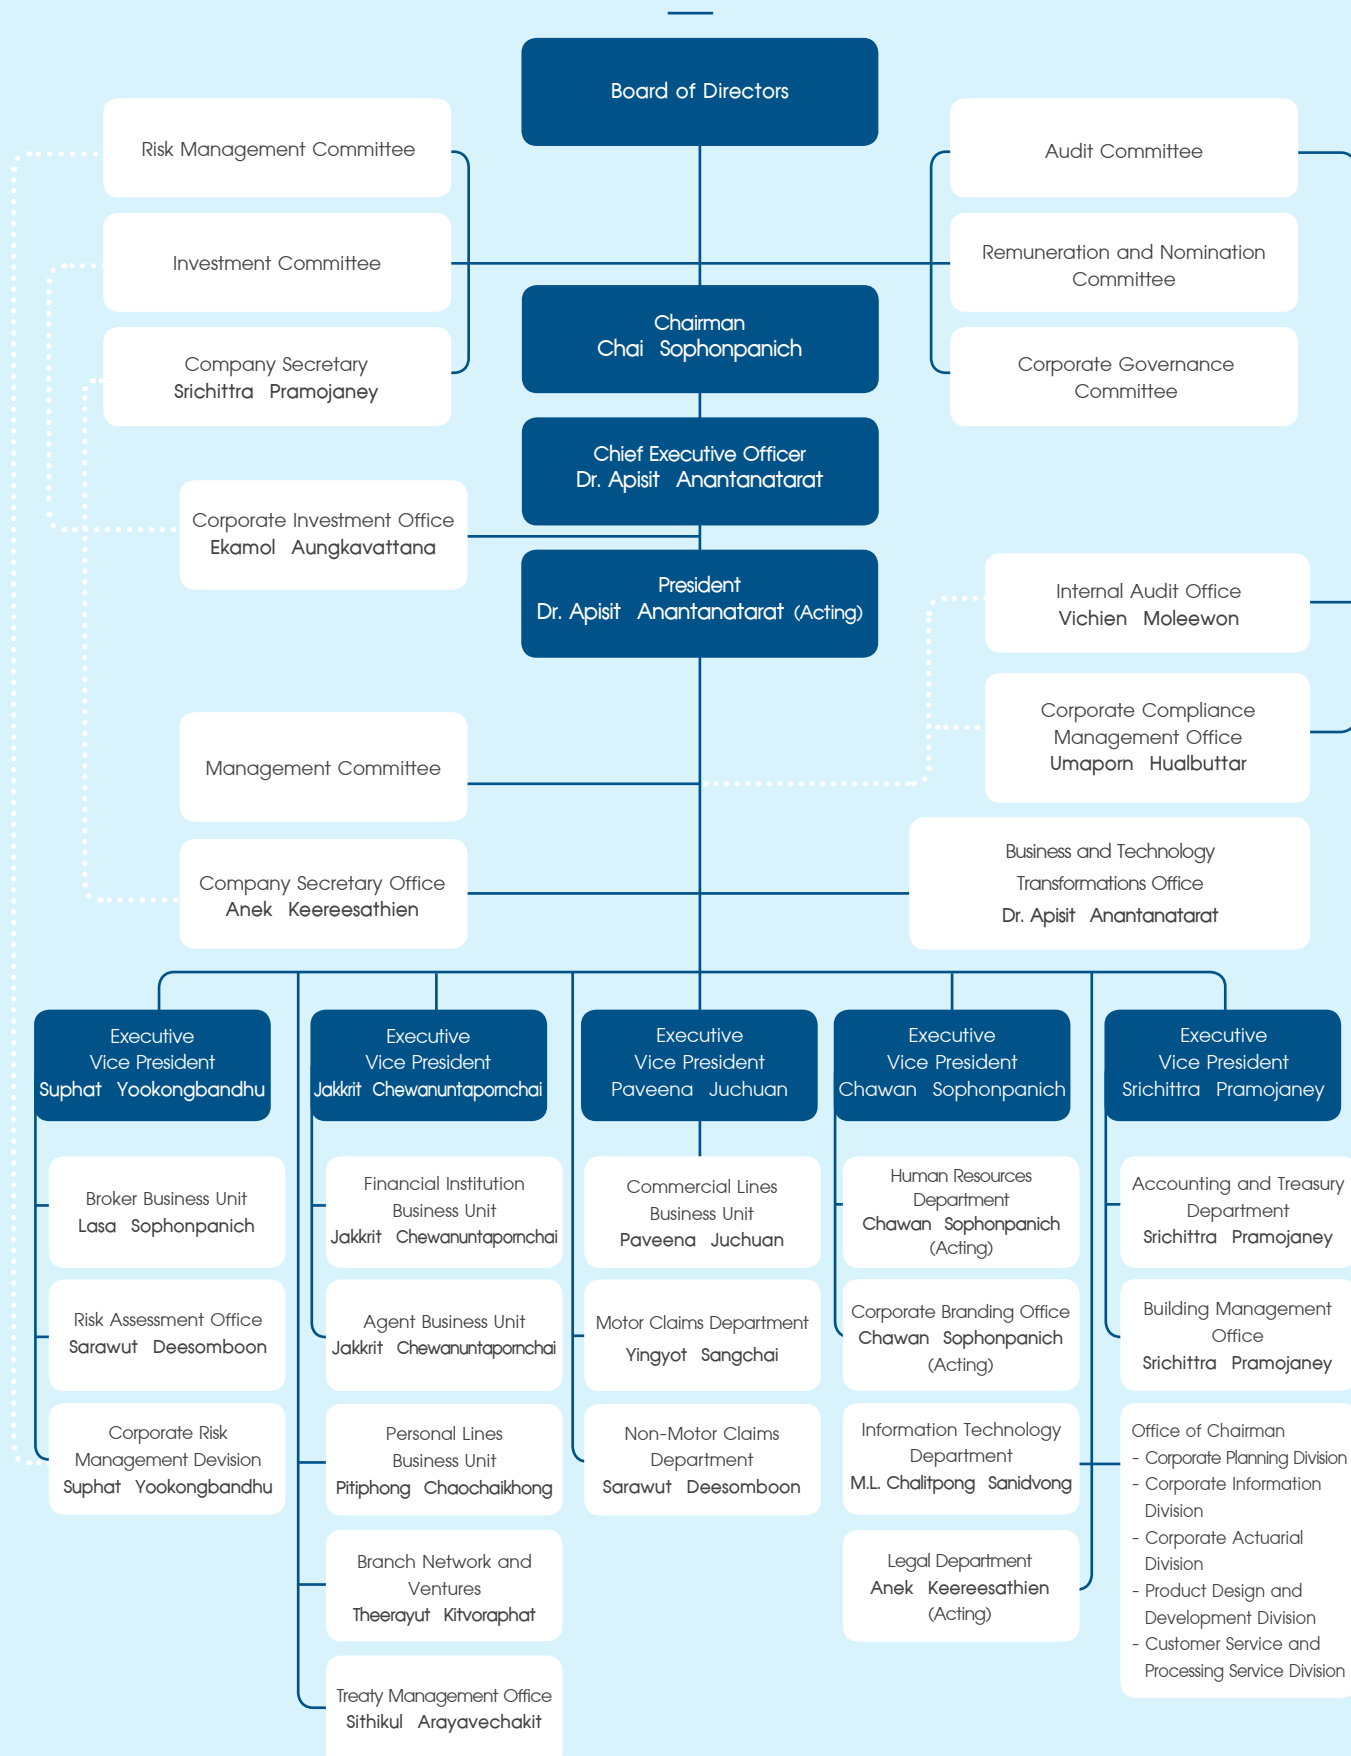 Board of Directors
Risk Management Committee
Audit Committee
Investment Committee
Remuneration and Nomination
Committee
Chairman
Chai Sophonpanich
Company Secretary
Srichittra Pramojaney
Corporate Governance
Committee
Chief Executive Officer
Dr. Apisit Anantanatarat
Corporate Investment Office
Ekamol Aungkavattana
President
Dr. Apisit Anantanatarat (Acting)
Internal Audit Office
Vichien Moleewon
Corporate Compliance
Management Office
Umaporn Hualbuttar
Management Committee
Company Secretary Office
Anek Keereesathien
Business and Technology
Transformations Office
Dr. Apisit Anantanatarat
Executive
Vice President
Suphat Yookongbandhu
Executive
Vice President
Jakkrit Chewanuntapornchai
Executive
Vice President
Paveena Juchuan
Executive
Vice President
Chawan Sophonpanich
Executive
Vice President
Srichittra Pramojaney
Broker Business Unit
Lasa Sophonpanich
Financial Institution
Business Unit
Jakkrit Chewanuntapornchai
Commercial Lines
Business Unit
Paveena Juchuan
Human Resources
Department
Chawan Sophonpanich
(Acting)
Accounting and Treasury
Department
Srichittra Pramojaney
Risk Assessment Office
Sarawut Deesomboon
Agent Business Unit
Jakkrit Chewanuntapornchai
Motor Claims Department
Yingyot Sangchai
Corporate Branding Office
Chawan Sophonpanich
(Acting)
Building Management
Office
Srichittra Pramojaney
Corporate Risk
Management Devision
Suphat Yookongbandhu
Personal Lines
Business Unit
Pitiphong Chaochaikhong
Non-Motor Claims
Department
Sarawut Deesomboon
Information Technology
Department
M.L. Chalitpong Sanidvong
Office of Chairman
- Corporate Planning Division
- Corporate Information
Division
- Corporate Actuarial
Division
- Product Design and
Development Division
- Customer Service and
Processing Service Division
Branch Network and
Ventures
Theerayut Kitvoraphat
Legal Department
Anek Keereesathien
(Acting)
Treaty Management Office
Sithikul Arayavechakit